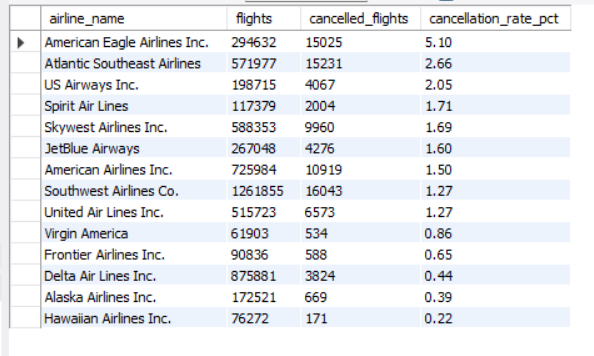 airline_name flights cancelled_flights cancellation_rate_pct
American Eagle Airlines Inc. 294632 15025 5.10
Atlantic Southeast Airlines 571977 15231 2.66
US Airways Inc. 198715 4067 2.05
Spirit Air Lines 117379 2004 1.71
Skywest Airlines Inc. 588353 9960 1.69
JetBlue Airways 267048 4276 1.60
American Airlines Inc. 725984 10919 1.50
Southwest Airlines Co. 1261855 16043 1.27
United Air Lines Inc. 515723 6573 1.27
Virgin America 61903 534 0.86
Frontier Airlines Inc. 90836 588 0.65
Delta Air Lines Inc. 875881 3824 0.44
Alaska Airlines Inc. 172521 669 0.39
Hawaiian Airlines Inc. 76272 171 0.22